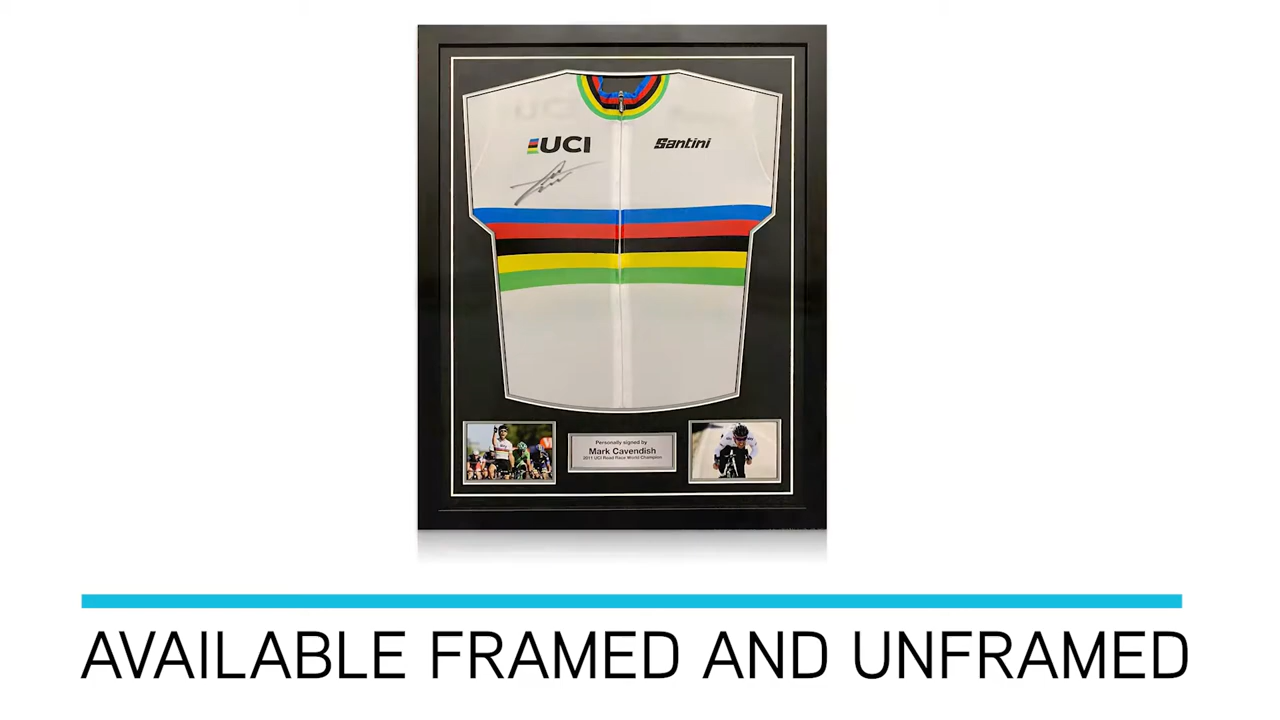 UCI
Santini
Personally signed by
Mark Cavendish
2011 UCI Road Race World Champion
AVAILABLE FRAMED AND UNFRAMED